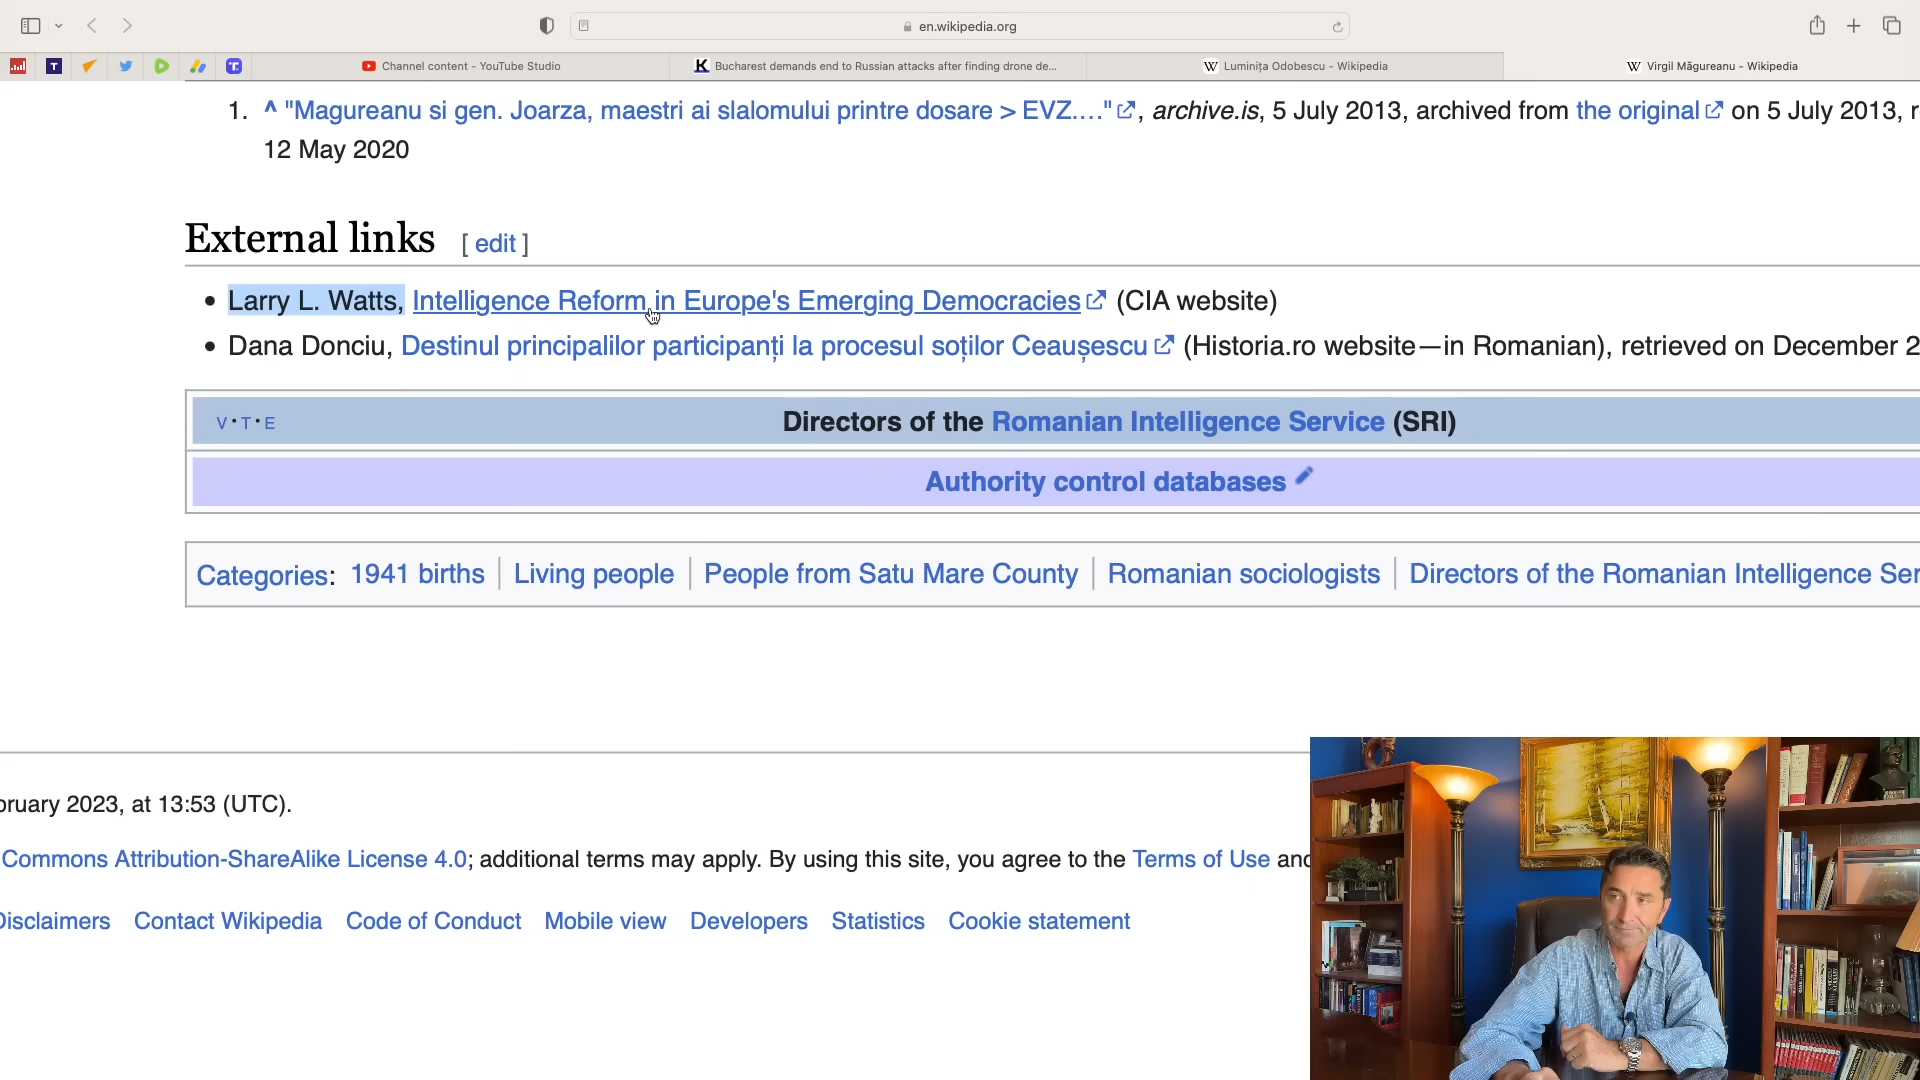 en.wikipedia.org
Channel content - YouTube Studio
Bucharest demands end to Russian attacks after finding drone de...
Luminița Odobescu - Wikipedia
Virgil Măgureanu - Wikipedia
1. ^ "Magureanu si gen. Joarza, maestri ai slalomului printre dosare > EVZ...." , archive.is, 5 July 2013, archived from the original on 5 July 2013, r
12 May 2020
External links [ edit ]
• Larry L. Watts, Intelligence Reform in Europe's Emerging Democracies (CIA website)
• Dana Donciu, Destinul principalilor participanți la procesul soților Ceaușescu (Historia.ro website—in Romanian), retrieved on December 2
V • T • E
Directors of the Romanian Intelligence Service (SRI)
Authority control databases
Categories: 1941 births | Living people | People from Satu Mare County | Romanian sociologists | Directors of the Romanian Intelligence Ser
bruary 2023, at 13:53 (UTC).
Commons Attribution-ShareAlike License 4.0; additional terms may apply. By using this site, you agree to the Terms of Use and
Disclaimers Contact Wikipedia Code of Conduct Mobile view Developers Statistics Cookie statement